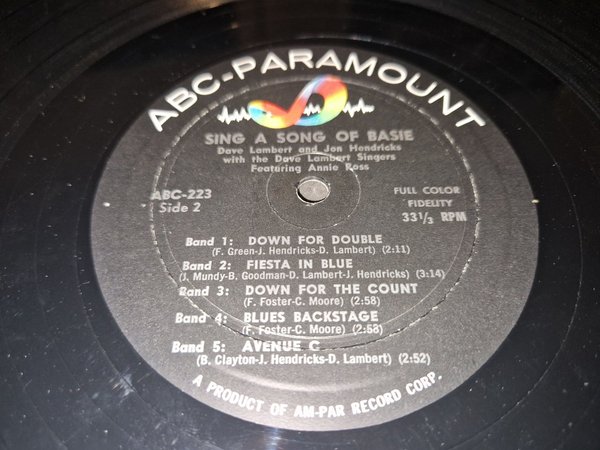 ABC-PARAMOUNT
SING A SONG OF BASIE
Dave Lambert and Jon Hendricks
with the Dave Lambert Singers
Featuring Annie Ross
ABC-223
Side 2
FULL COLOR
FIDELITY
33 1/3 RPM
Band 1: DOWN FOR DOUBLE
(F. Green-J. Hendricks-D. Lambert) (2:11)
Band 2: FIESTA IN BLUE
(J. Mundy-B. Goodman-D. Lambert-J. Hendricks) (3:14)
Band 3: DOWN FOR THE COUNT
(F. Foster-C. Moore) (2:58)
Band 4: BLUES BACKSTAGE
(F. Foster-C. Moore) (2:58)
Band 5: AVENUE C
(B. Clayton-J. Hendricks-D. Lambert) (2:52)
A PRODUCT OF AM-PAR RECORD CORP.